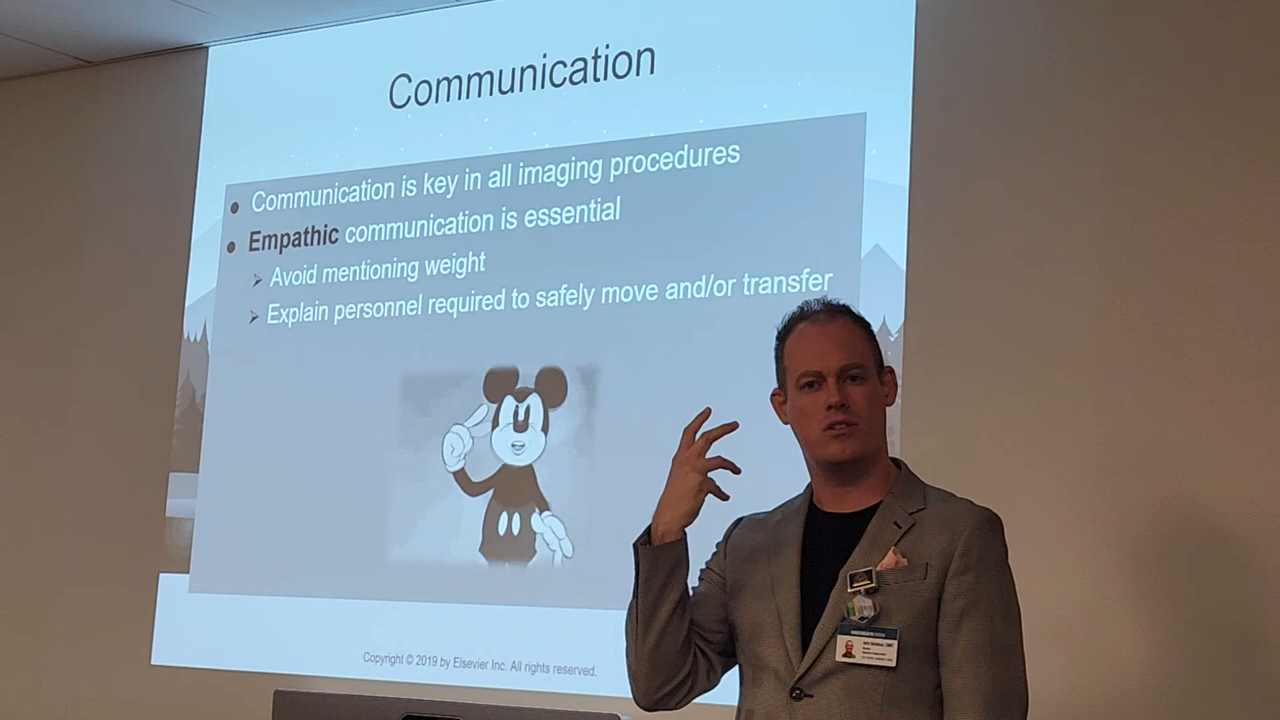 Communication
Communication is key in all imaging procedures
Empathic communication is essential
Avoid mentioning weight
Explain personnel required to safely move and/or transfer
Copyright © 2019 by Elsevier Inc. All rights reserved.